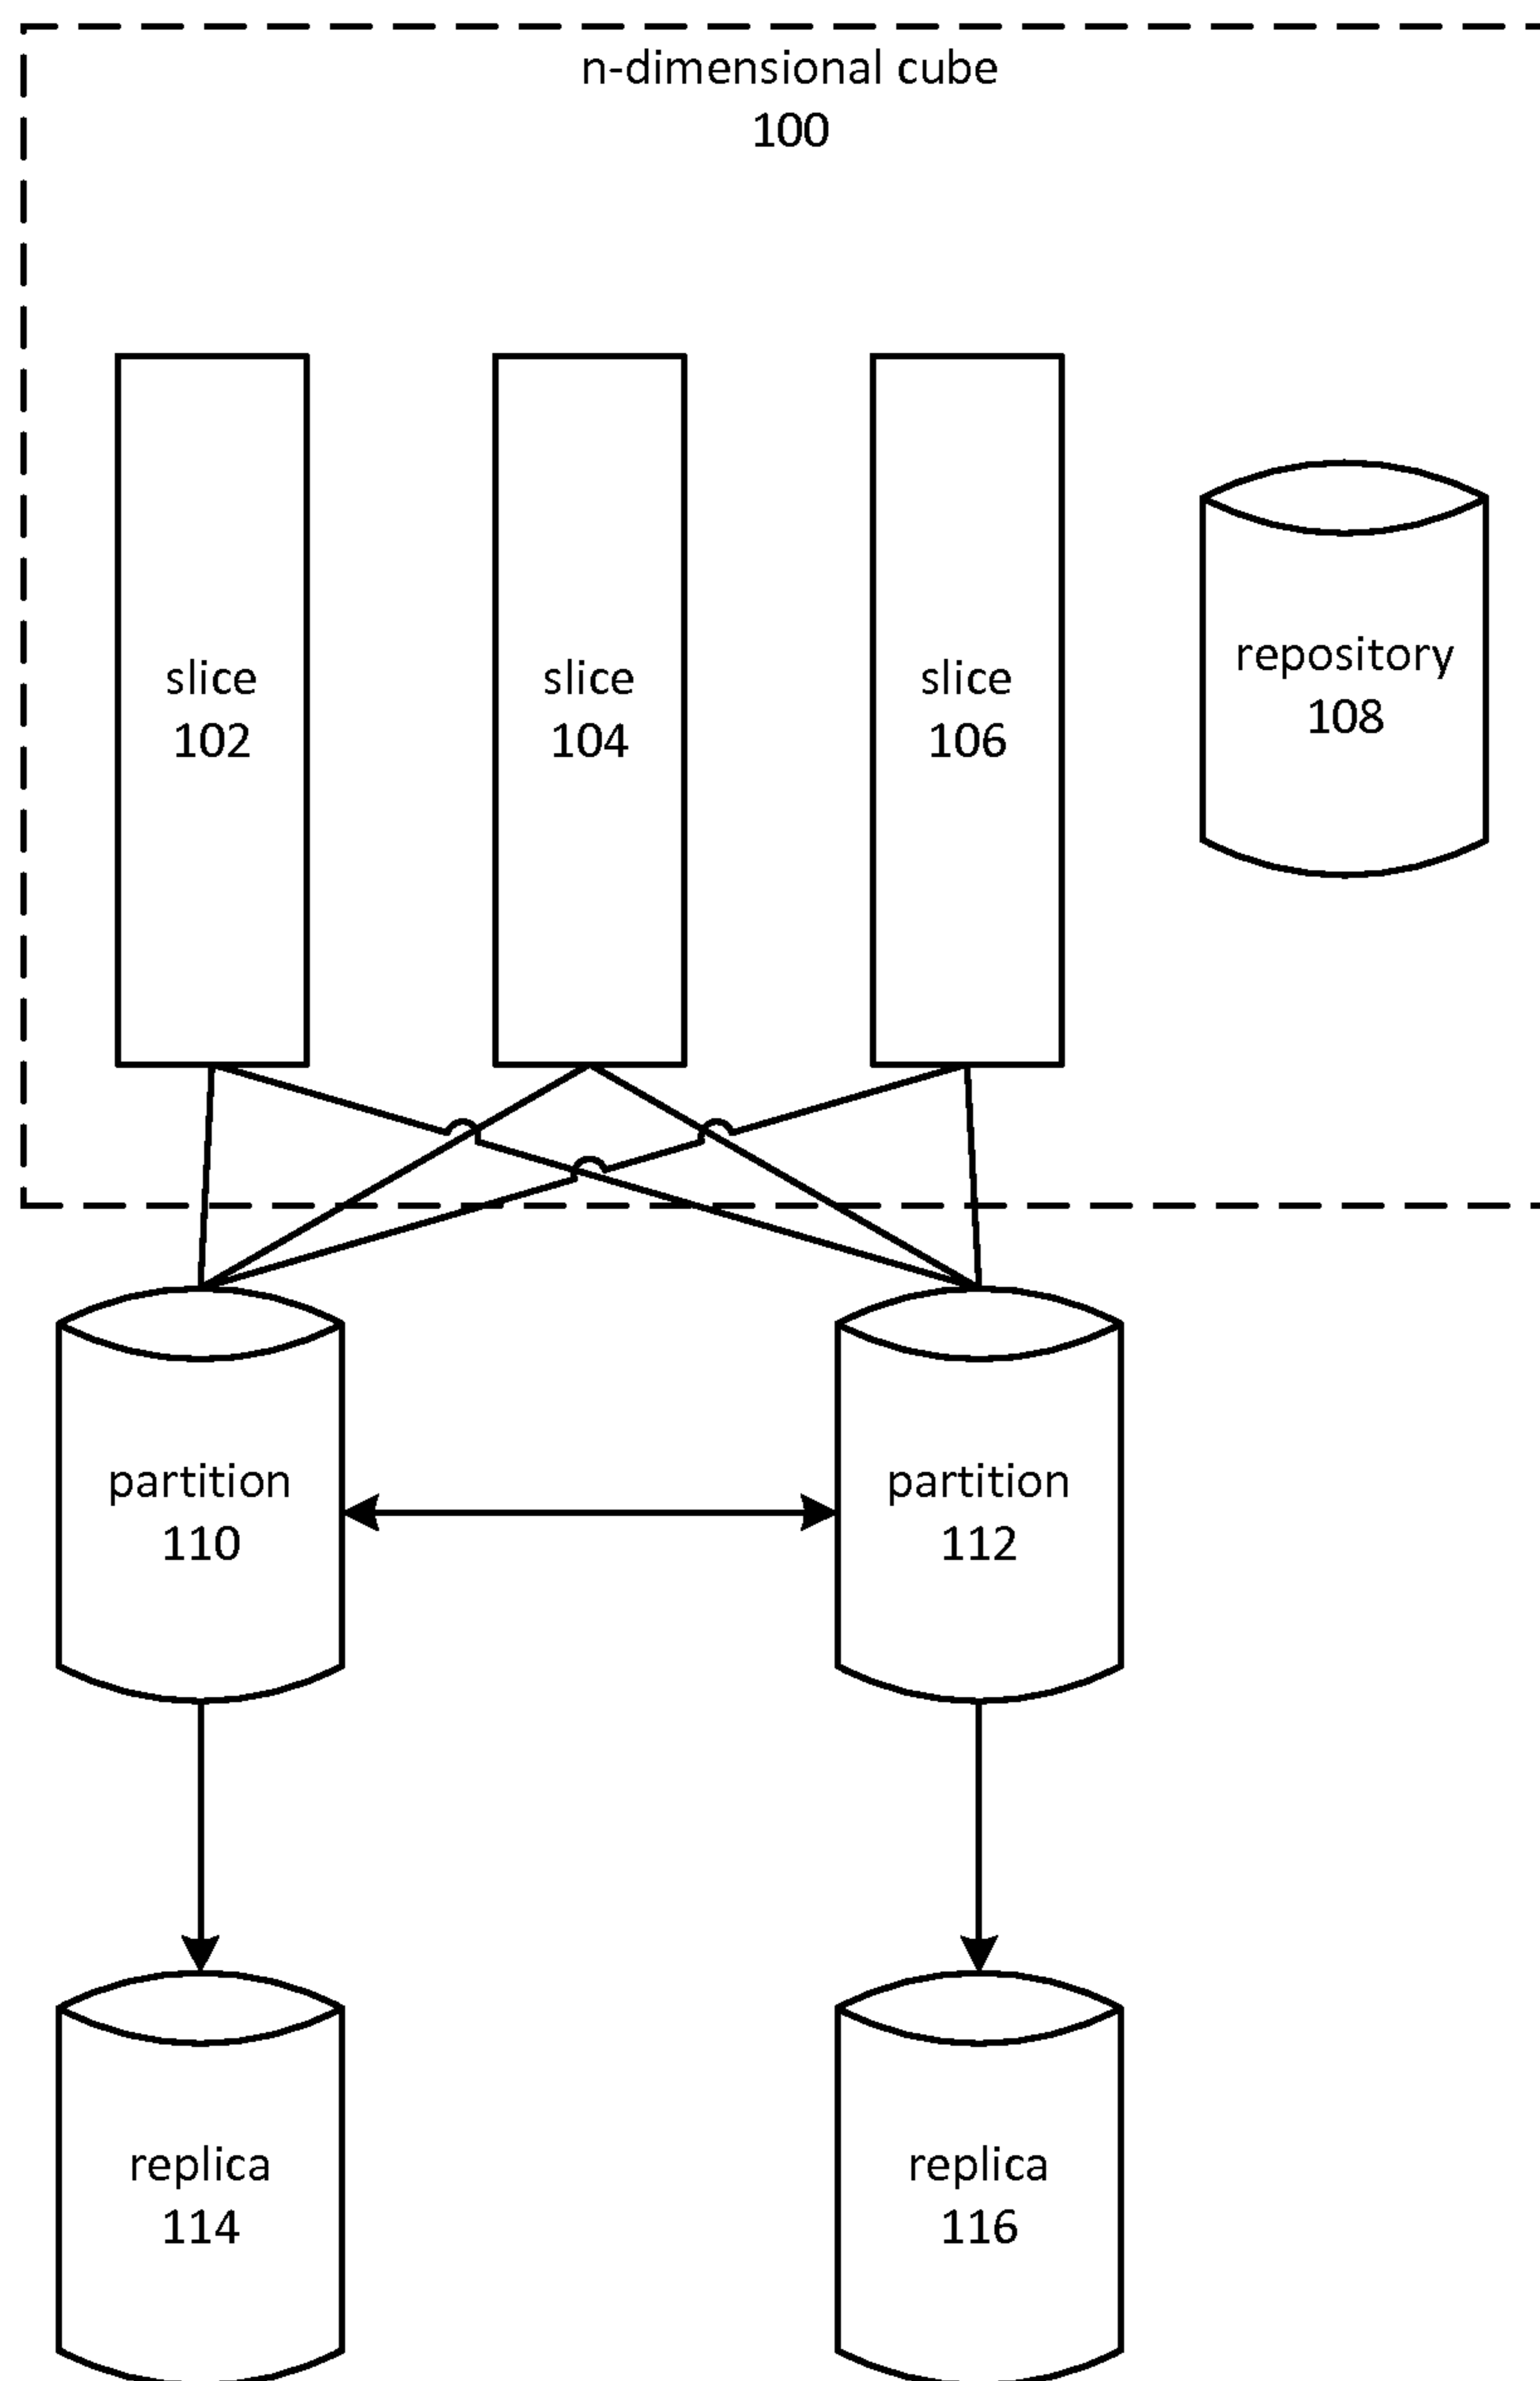 n-dimensional cube
100
slice
102
slice
104
slice
106
repository
108
partition
110
partition
112
replica
114
replica
116